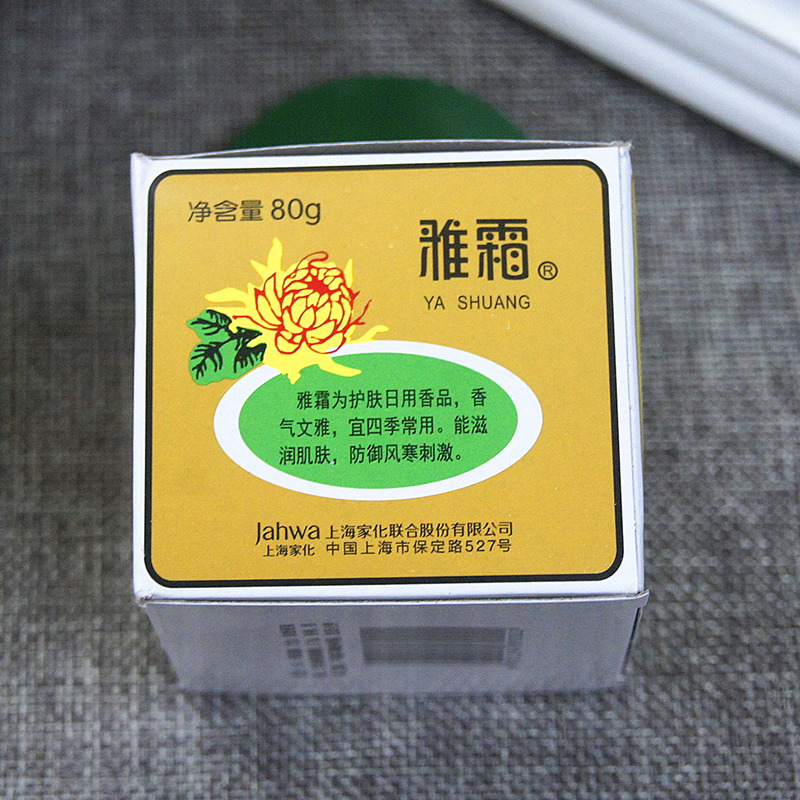 净含量 80g
雅霜®
YA SHUANG
雅霜为护肤日用香品，香
气文雅，宜四季常用。能滋
润肌肤，防御风寒刺激。
Jahwa 上海家化联合股份有限公司
上海家化 中国上海市保定路527号